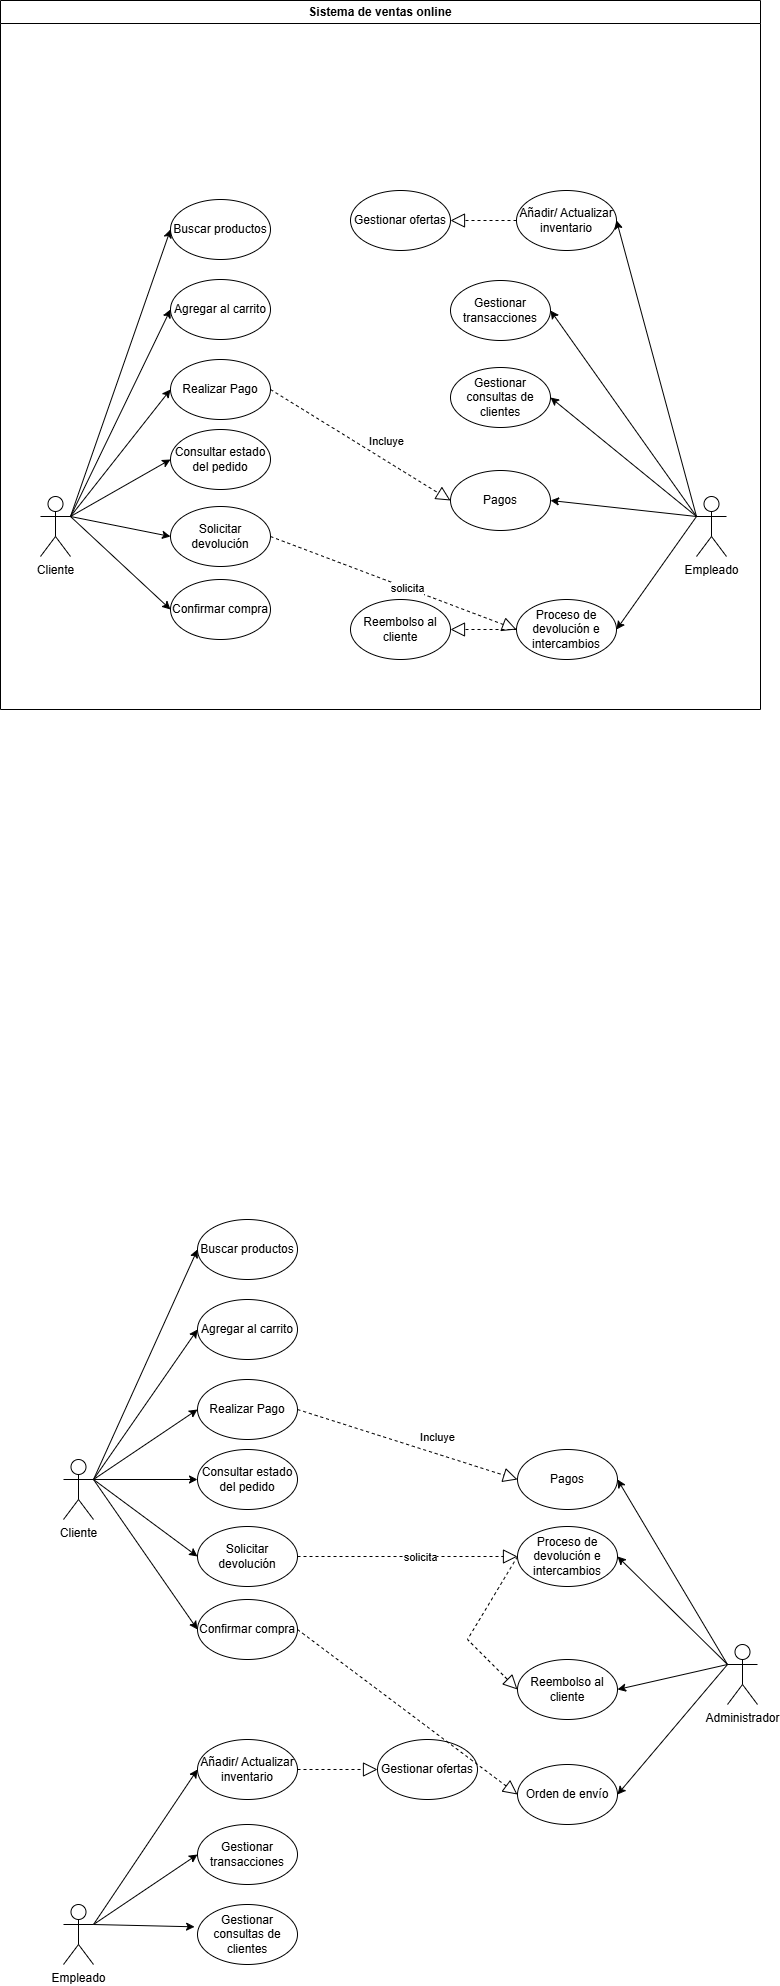 Sistema de ventas online
Buscar productos
Gestionar ofertas
Añadir/ Actualizar
inventario
Agregar al carrito
Gestionar
transacciones
Realizar Pago
Gestionar
consultas de
clientes
Incluye
Consultar estado
del pedido
Pagos
Cliente
Solicitar
devolución
Empleado
solicita
Confirmar compra
Reembolso al
cliente
Proceso de
devolución e
intercambios
Buscar productos
Agregar al carrito
Realizar Pago
Incluye
Consultar estado
del pedido
Pagos
Cliente
Solicitar
devolución
solicita
Proceso de
devolución e
intercambios
Confirmar compra
Reembolso al
cliente
Administrador
Añadir/ Actualizar
inventario
Gestionar ofertas
Orden de envío
Gestionar
transacciones
Gestionar
consultas de
clientes
Empleado